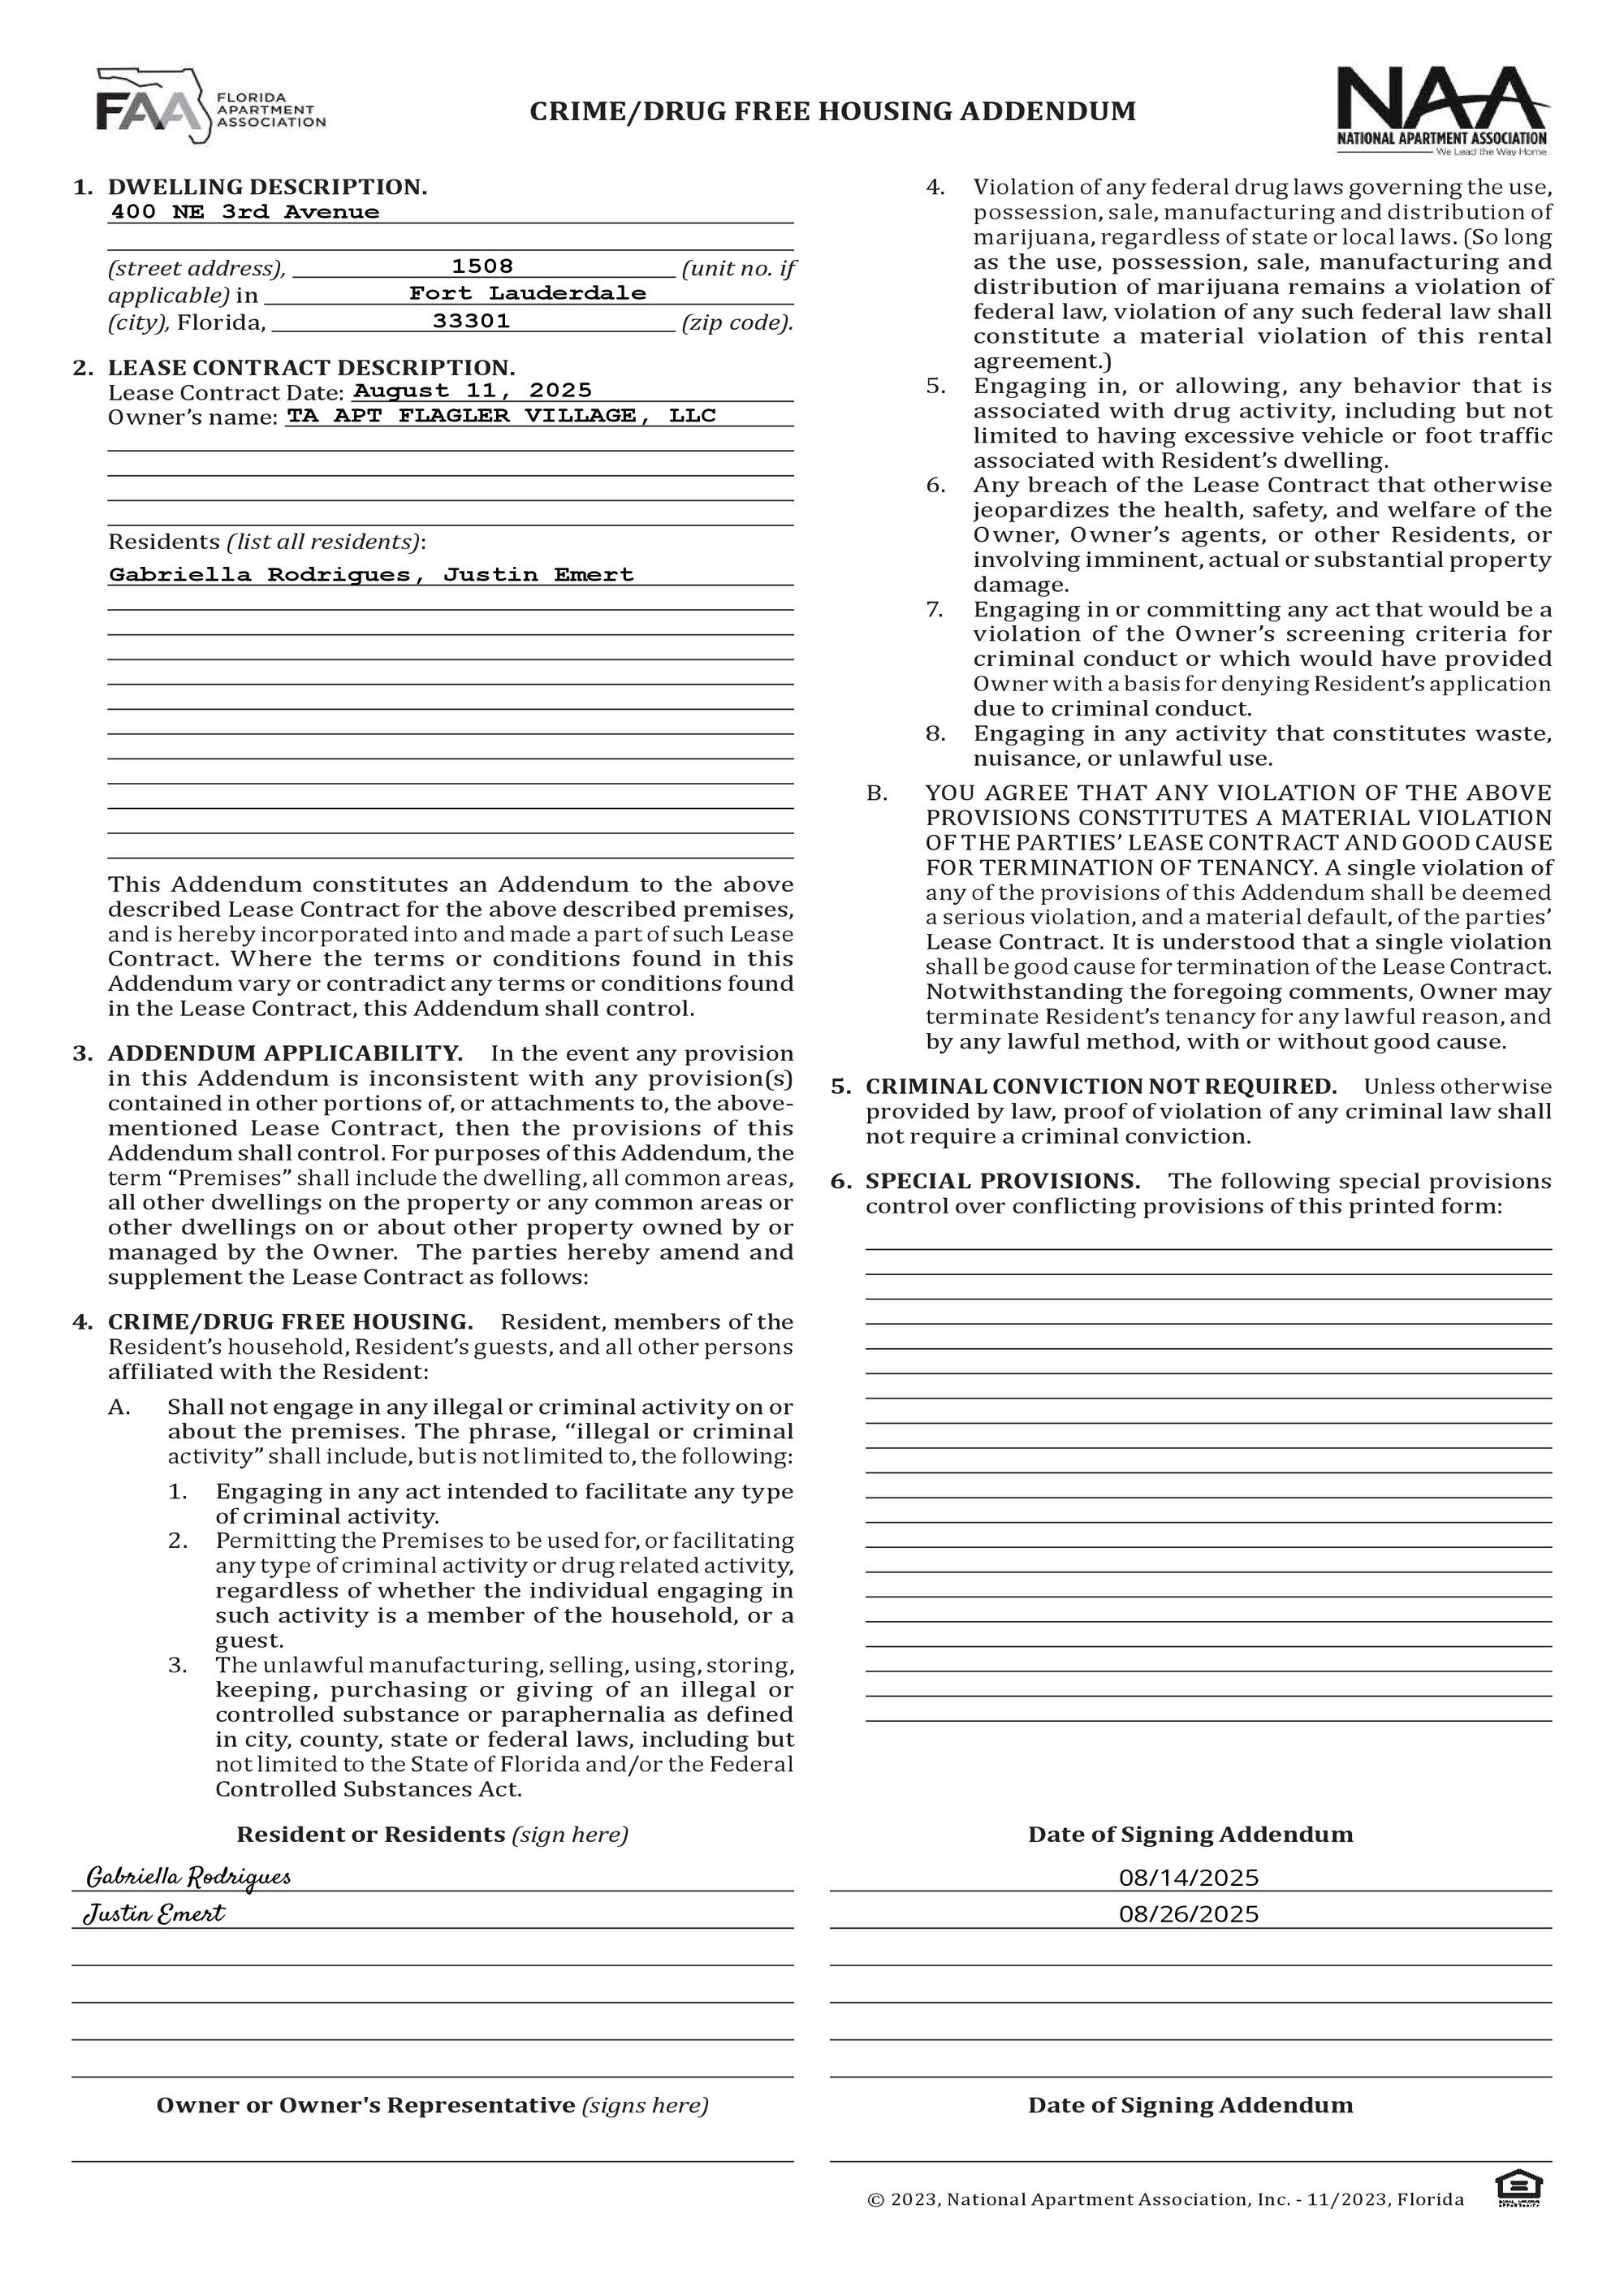 FAA FLORIDA
APARTMENT
ASSOCIATION
CRIME/DRUG FREE HOUSING ADDENDUM
NAA
NATIONAL APARTMENT ASSOCIATION
We Lead the Way Home
1. DWELLING DESCRIPTION.
400 NE 3rd Avenue
(street address), 1508 (unit no. if
applicable) in Fort Lauderdale
(city), Florida, 33301 (zip code).
2. LEASE CONTRACT DESCRIPTION.
Lease Contract Date: August 11, 2025
Owner’s name: TA APT FLAGLER VILLAGE, LLC
Residents (list all residents):
Gabriella Rodrigues, Justin Emert
This Addendum constitutes an Addendum to the above
described Lease Contract for the above described premises,
and is hereby incorporated into and made a part of such Lease
Contract. Where the terms or conditions found in this
Addendum vary or contradict any terms or conditions found
in the Lease Contract, this Addendum shall control.
3. ADDENDUM APPLICABILITY. In the event any provision
in this Addendum is inconsistent with any provision(s)
contained in other portions of, or attachments to, the above-
mentioned Lease Contract, then the provisions of this
Addendum shall control. For purposes of this Addendum, the
term “Premises” shall include the dwelling, all common areas,
all other dwellings on the property or any common areas or
other dwellings on or about other property owned by or
managed by the Owner. The parties hereby amend and
supplement the Lease Contract as follows:
4. CRIME/DRUG FREE HOUSING. Resident, members of the
Resident’s household, Resident’s guests, and all other persons
affiliated with the Resident:
A. Shall not engage in any illegal or criminal activity on or
about the premises. The phrase, “illegal or criminal
activity” shall include, but is not limited to, the following:
1. Engaging in any act intended to facilitate any type
of criminal activity.
2. Permitting the Premises to be used for, or facilitating
any type of criminal activity or drug related activity,
regardless of whether the individual engaging in
such activity is a member of the household, or a
guest.
3. The unlawful manufacturing, selling, using, storing,
keeping, purchasing or giving of an illegal or
controlled substance or paraphernalia as defined
in city, county, state or federal laws, including but
not limited to the State of Florida and/or the Federal
Controlled Substances Act.
4. Violation of any federal drug laws governing the use,
possession, sale, manufacturing and distribution of
marijuana, regardless of state or local laws. (So long
as the use, possession, sale, manufacturing and
distribution of marijuana remains a violation of
federal law, violation of any such federal law shall
constitute a material violation of this rental
agreement.)
5. Engaging in, or allowing, any behavior that is
associated with drug activity, including but not
limited to having excessive vehicle or foot traffic
associated with Resident’s dwelling.
6. Any breach of the Lease Contract that otherwise
jeopardizes the health, safety, and welfare of the
Owner, Owner’s agents, or other Residents, or
involving imminent, actual or substantial property
damage.
7. Engaging in or committing any act that would be a
violation of the Owner’s screening criteria for
criminal conduct or which would have provided
Owner with a basis for denying Resident’s application
due to criminal conduct.
8. Engaging in any activity that constitutes waste,
nuisance, or unlawful use.
B. YOU AGREE THAT ANY VIOLATION OF THE ABOVE
PROVISIONS CONSTITUTES A MATERIAL VIOLATION
OF THE PARTIES’ LEASE CONTRACT AND GOOD CAUSE
FOR TERMINATION OF TENANCY. A single violation of
any of the provisions of this Addendum shall be deemed
a serious violation, and a material default, of the parties’
Lease Contract. It is understood that a single violation
shall be good cause for termination of the Lease Contract.
Notwithstanding the foregoing comments, Owner may
terminate Resident’s tenancy for any lawful reason, and
by any lawful method, with or without good cause.
5. CRIMINAL CONVICTION NOT REQUIRED. Unless otherwise
provided by law, proof of violation of any criminal law shall
not require a criminal conviction.
6. SPECIAL PROVISIONS. The following special provisions
control over conflicting provisions of this printed form:
Resident or Residents (sign here) Date of Signing Addendum
Gabriella Rodrigues 08/14/2025
Justin Emert 08/26/2025
Owner or Owner's Representative (signs here) Date of Signing Addendum
© 2023, National Apartment Association, Inc. - 11/2023, Florida